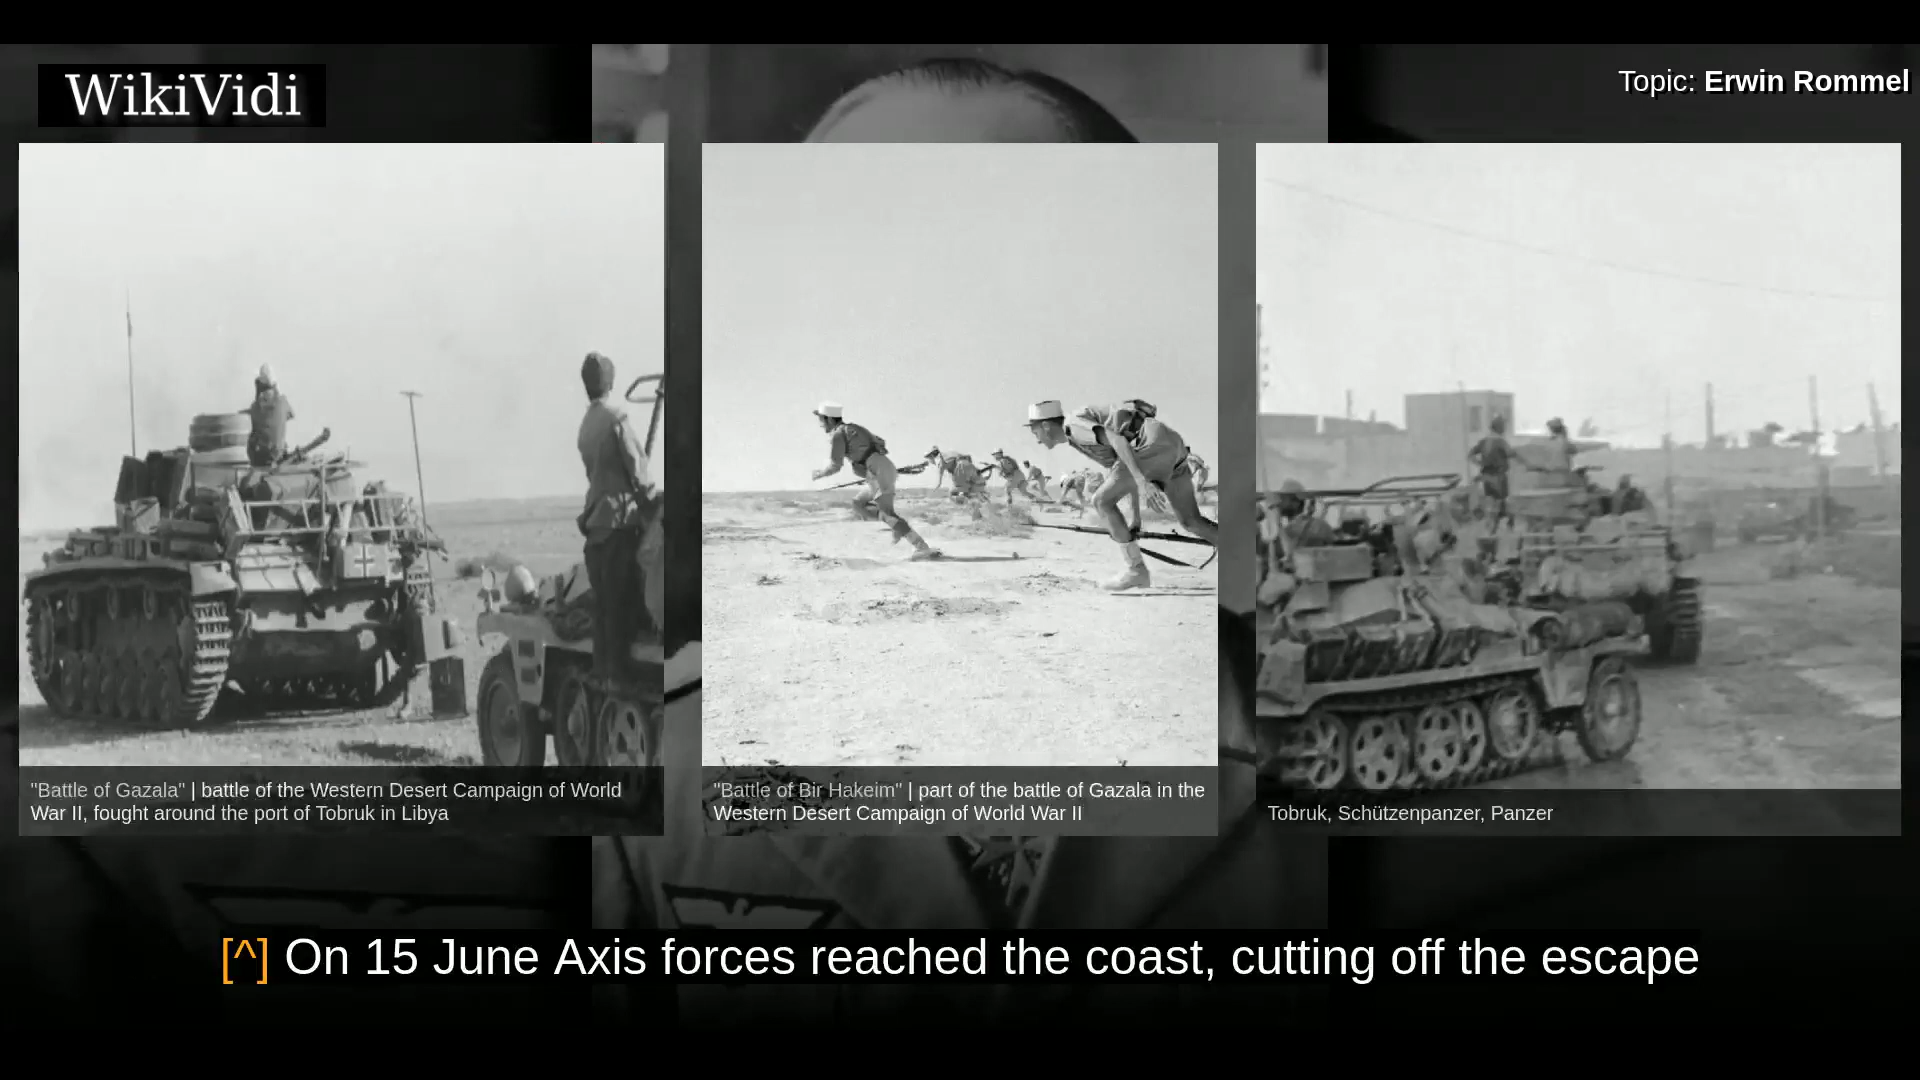 WikiVidi
Topic: Erwin Rommel
"Battle of Gazala" | battle of the Western Desert Campaign of World
War II, fought around the port of Tobruk in Libya
"Battle of Bir Hakeim" | part of the battle of Gazala in the
Western Desert Campaign of World War II
Tobruk, Schützenpanzer, Panzer
[^] On 15 June Axis forces reached the coast, cutting off the escape